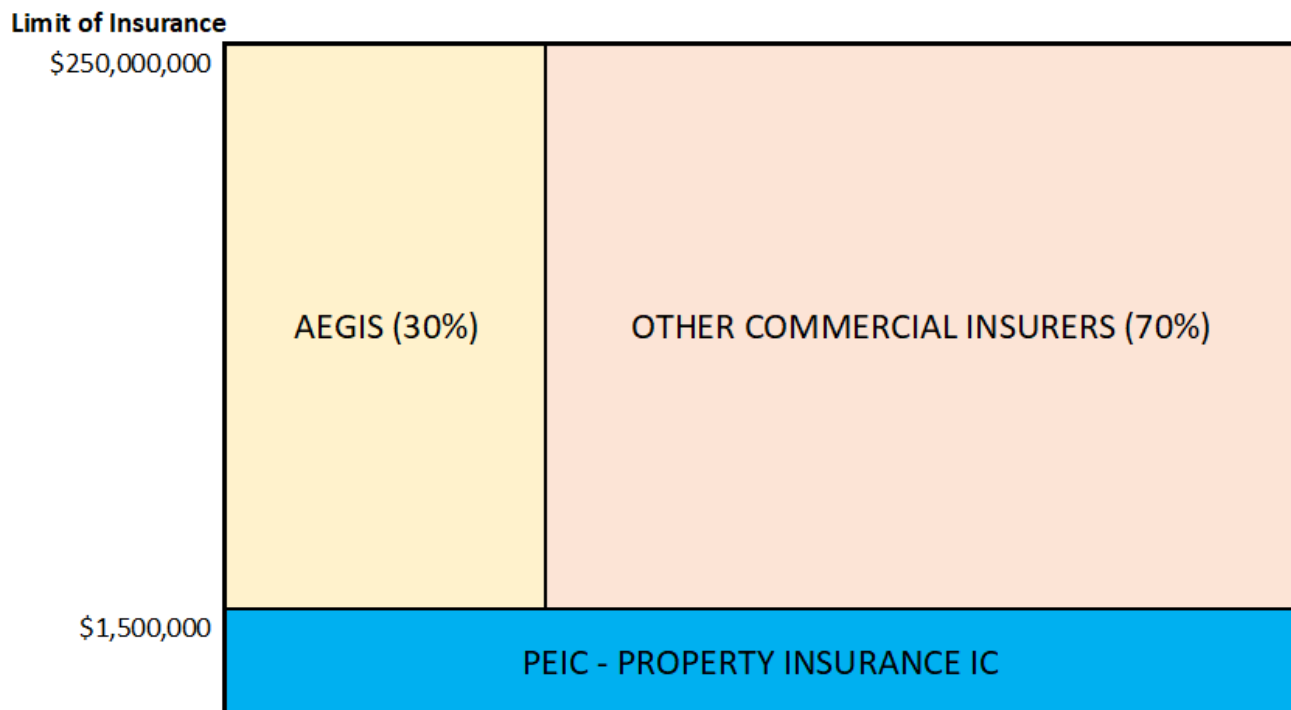 Limit of Insurance
$250,000,000
AEGIS (30%)
OTHER COMMERCIAL INSURERS (70%)
$1,500,000
PEIC - PROPERTY INSURANCE IC